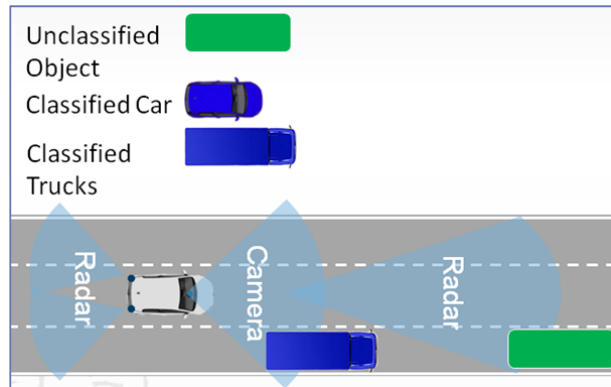 Unclassified
Object
Classified Car
Classified
Trucks
Radar
Camera
Radar